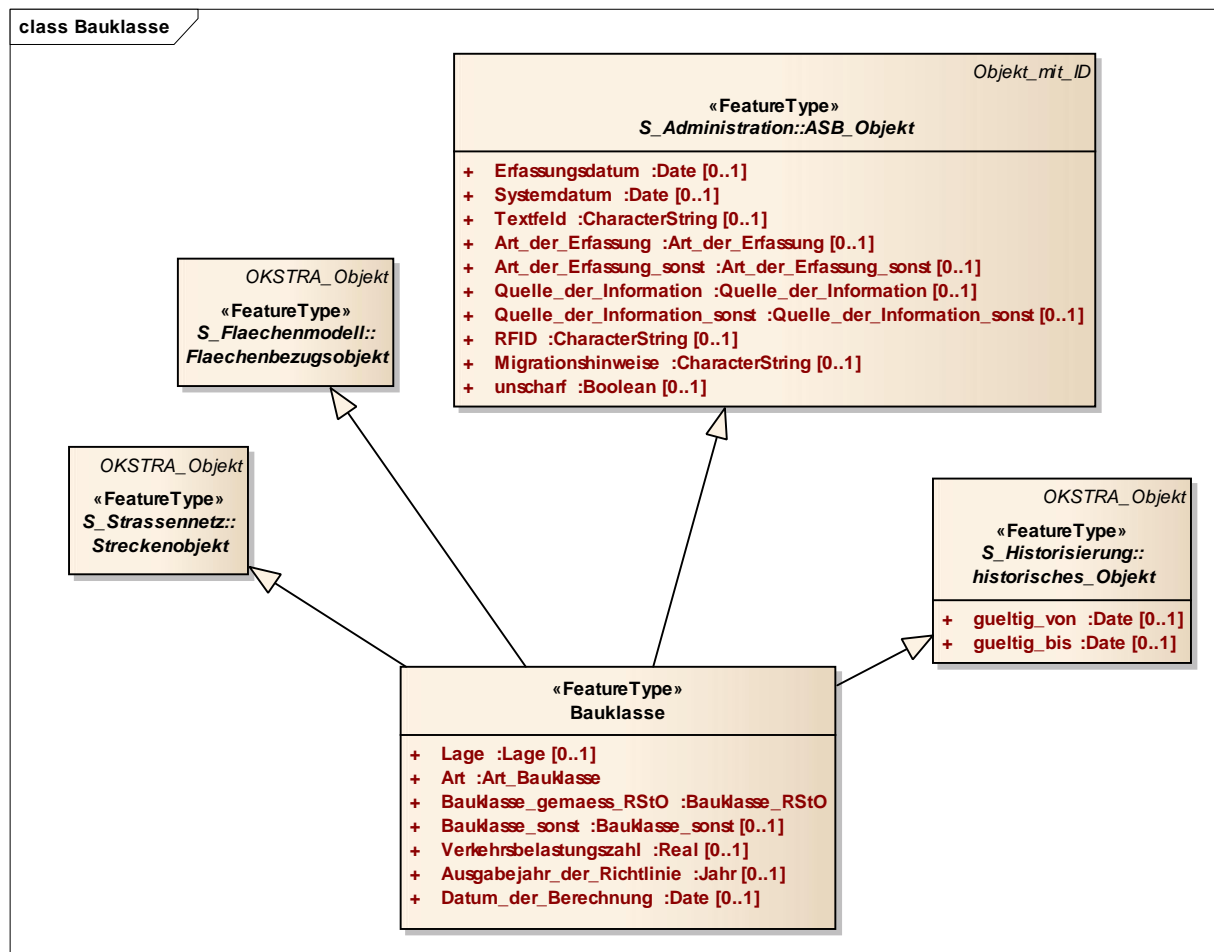 class Bauklasse
Objekt_mit_ID
«FeatureType»
S_Administration::ASB_Objekt
+ Erfassungsdatum :Date [0..1]
+ Systemdatum :Date [0..1]
+ Textfeld :CharacterString [0..1]
+ Art_der_Erfassung :Art_der_Erfassung [0..1]
+ Art_der_Erfassung_sonst :Art_der_Erfassung_sonst [0..1]
+ Quelle_der_Information :Quelle_der_Information [0..1]
+ Quelle_der_Information_sonst :Quelle_der_Information_sonst [0..1]
+ RFID :CharacterString [0..1]
+ Migrationshinweise :CharacterString [0..1]
+ unscharf :Boolean [0..1]
OKSTRA_Objekt
«FeatureType»
S_Flaechenmodell::
Flaechenbezugsobjekt
OKSTRA_Objekt
«FeatureType»
S_Strassennetz::
Streckenobjekt
OKSTRA_Objekt
«FeatureType»
S_Historisierung::
historisches_Objekt
+ gueltig_von :Date [0..1]
+ gueltig_bis :Date [0..1]
«FeatureType»
Bauklasse
+ Lage :Lage [0..1]
+ Art :Art_Bauklasse
+ Bauklasse_gemaess_RStO :Bauklasse_RStO
+ Bauklasse_sonst :Bauklasse_sonst [0..1]
+ Verkehrsbelastungszahl :Real [0..1]
+ Ausgabejahr_der_Richtlinie :Jahr [0..1]
+ Datum_der_Berechnung :Date [0..1]